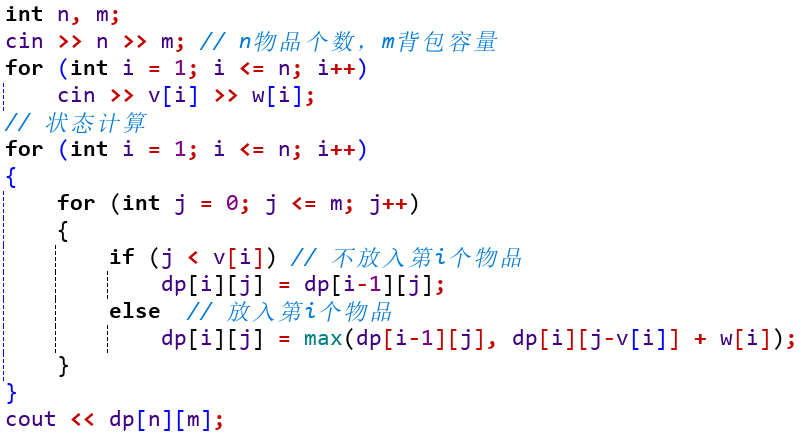 int n, m;
cin >> n >> m; // n物品个数，m背包容量
for (int i = 1; i <= n; i++)
    cin >> v[i] >> w[i];
// 状态计算
for (int i = 1; i <= n; i++)
{
    for (int j = 0; j <= m; j++)
    {
        if (j < v[i]) // 不放入第i个物品
            dp[i][j] = dp[i-1][j];
        else  // 放入第i个物品
            dp[i][j] = max(dp[i-1][j], dp[i][j-v[i]] + w[i]);
    }
}
cout << dp[n][m];